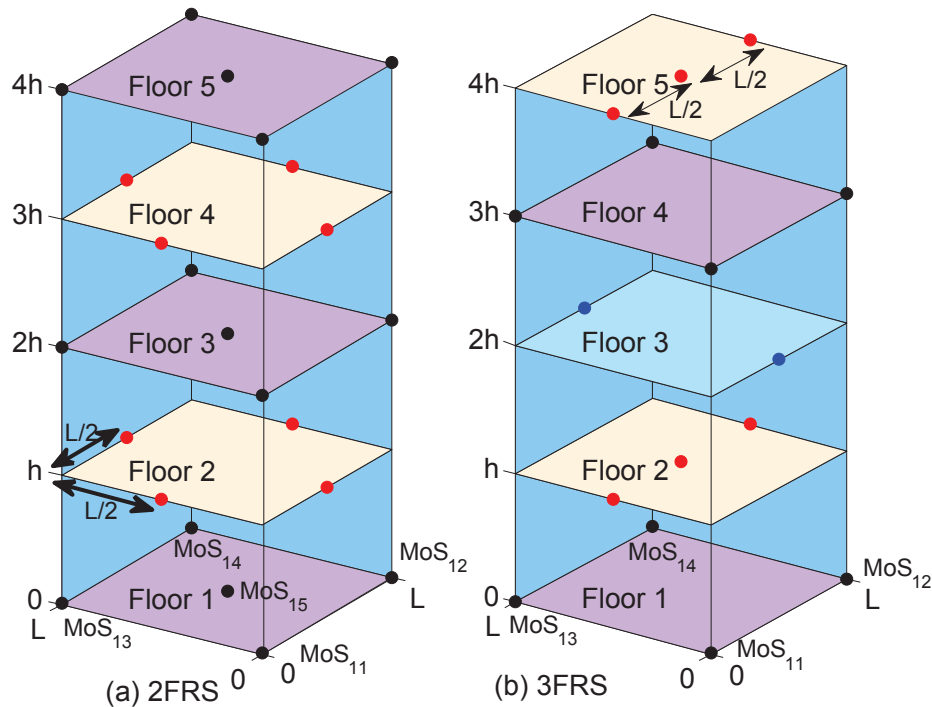 4h
Floor 5
3h
Floor 4
2h
Floor 3
L/2
h
Floor 2
L/2
MoS14
MoS12
0
Floor 1
MoS15
L
MoS13
L
0
0
MoS11
(a) 2FRS
4h
Floor 5
L/2
L/2
3h
Floor 4
2h
Floor 3
h
Floor 2
MoS14
MoS12
0
Floor 1
L
MoS13
L
MoS11
0
0
(b) 3FRS